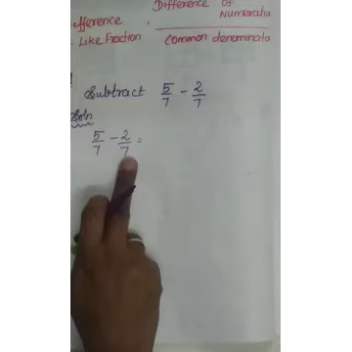 Difference Of
fference = Numerato
Like Fraction Common denominato
Subtract 5/7 - 2/7
Soln
5/7 - 2/7 =